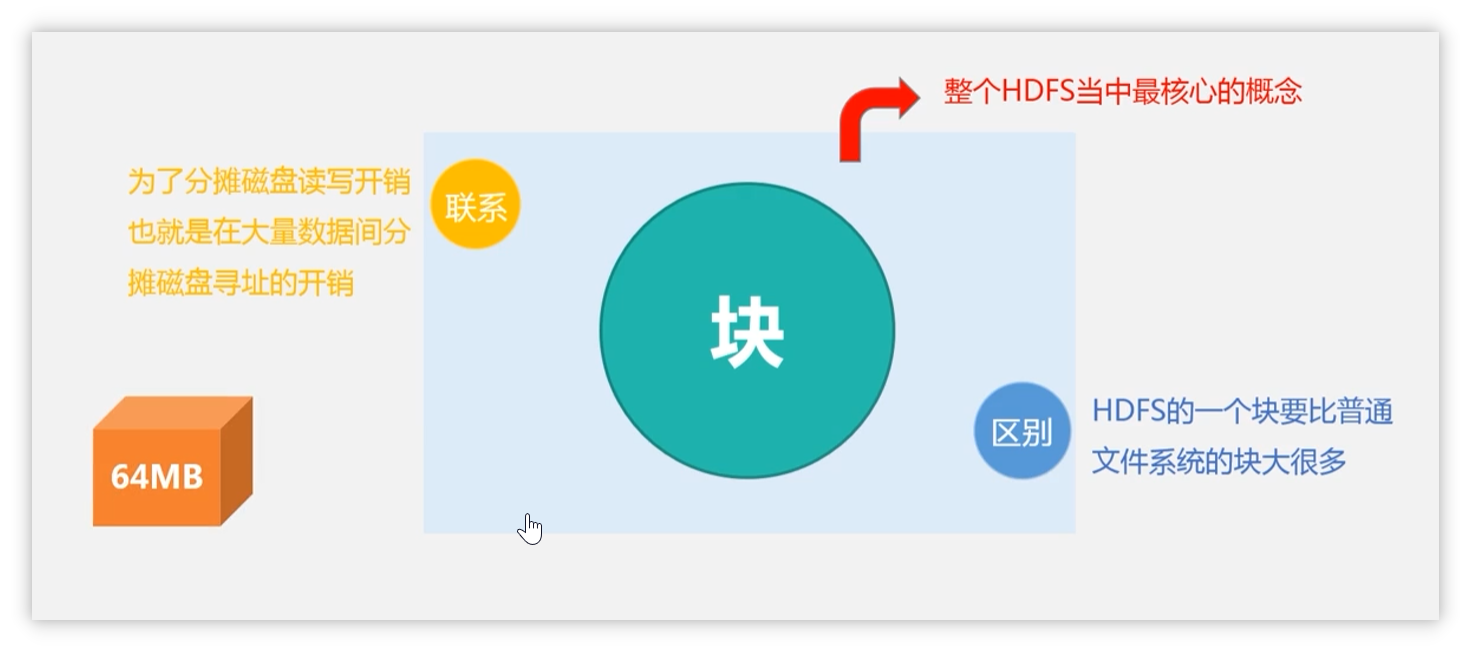 整个HDFS当中最核心的概念
为了分摊磁盘读写开销
也就是在大量数据间分
摊磁盘寻址的开销
联系
块
区别
HDFS的一个块要比普通
文件系统的块大很多
64MB